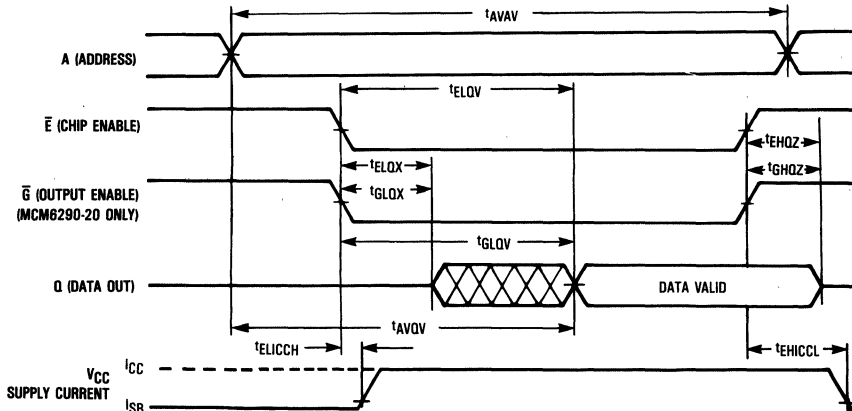 tAVAV
A (ADDRESS)
tELQV
E (CHIP ENABLE)
tEHQZ
tELQX
tGLQX
tGHQZ
G (OUTPUT ENABLE)
(MCM6290-20 ONLY)
tGLQV
Q (DATA OUT)
DATA VALID
tAVQV
tELICCH
tEHICCL
VCC
SUPPLY CURRENT
ICC
ISB